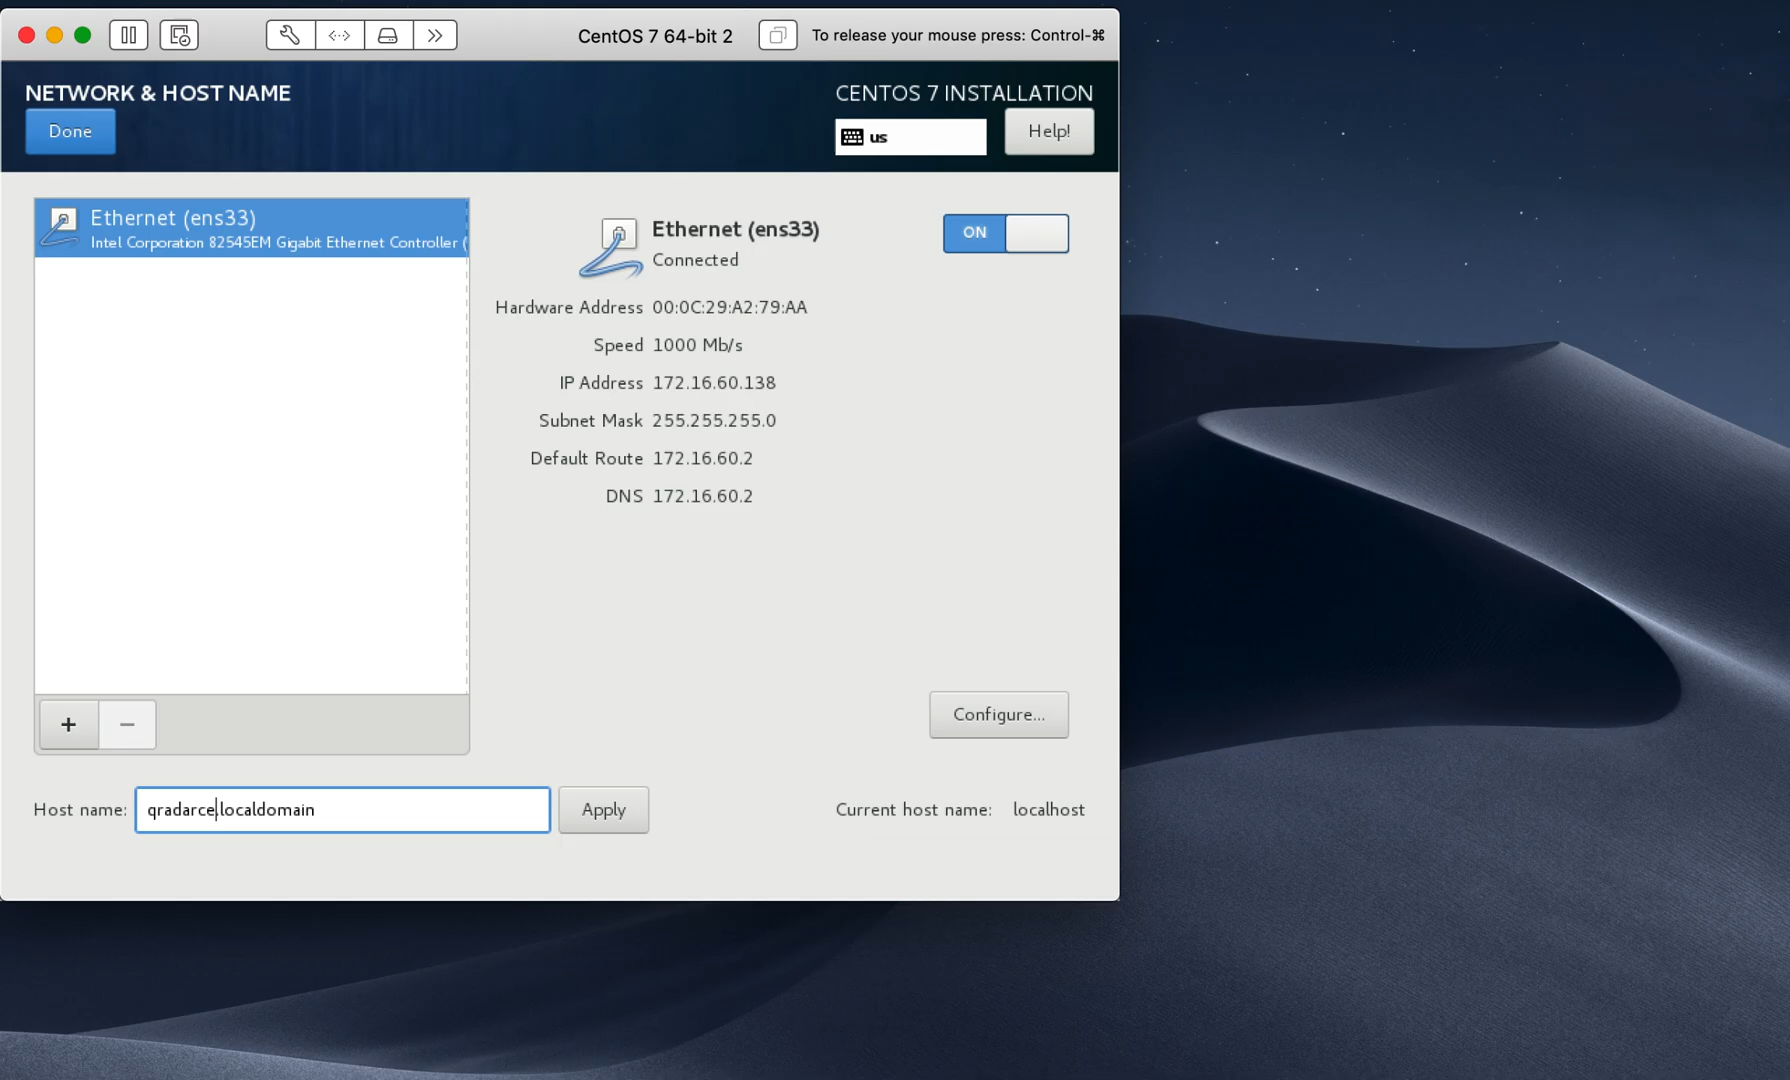 CentOS 7 64-bit 2
To release your mouse press: Control-⌘
NETWORK & HOST NAME
CENTOS 7 INSTALLATION
Done
us
Help!
Ethernet (ens33)
Intel Corporation 82545EM Gigabit Ethernet Controller (
Ethernet (ens33)
ON
Connected
Hardware Address 00:0C:29:A2:79:AA
Speed 1000 Mb/s
IP Address 172.16.60.138
Subnet Mask 255.255.255.0
Default Route 172.16.60.2
DNS 172.16.60.2
+ −
Configure...
Host name: qradarce.localdomain Apply Current host name: localhost